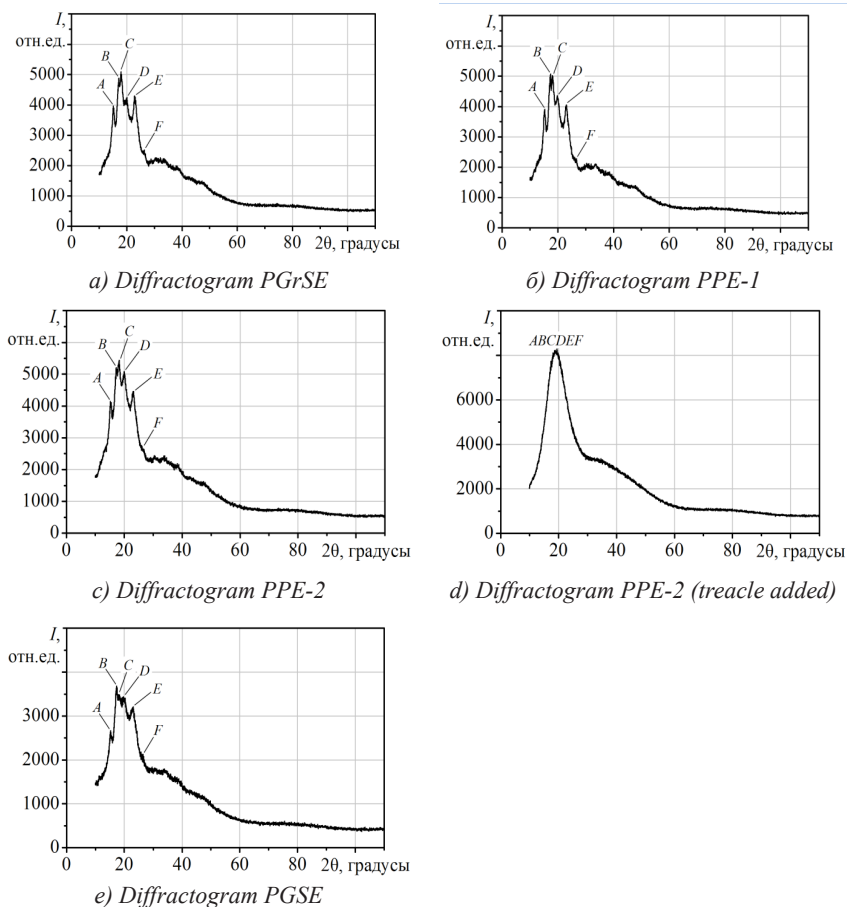 I,
отн.ед.
5000
4000
3000
2000
1000
0
A
B
C
D
E
F
0 20 40 60 80 2θ, градусы
a) Diffractogram PGrSE
I,
отн.ед.
5000
4000
3000
2000
1000
0
A
B
C
D
E
F
0 20 40 60 80 2θ, градусы
б) Diffractogram PPE-1
I,
отн.ед.
5000
4000
3000
2000
1000
0
A
B
C
D
E
F
0 20 40 60 80 2θ, градусы
c) Diffractogram PPE-2
I,
отн.ед.
6000
4000
2000
0
ABCDEF
0 20 40 60 80 2θ, градусы
d) Diffractogram PPE-2 (treacle added)
I,
отн.ед.
3000
2000
1000
0
A
B
C
D
E
F
0 20 40 60 80 2θ, градусы
e) Diffractogram PGSE